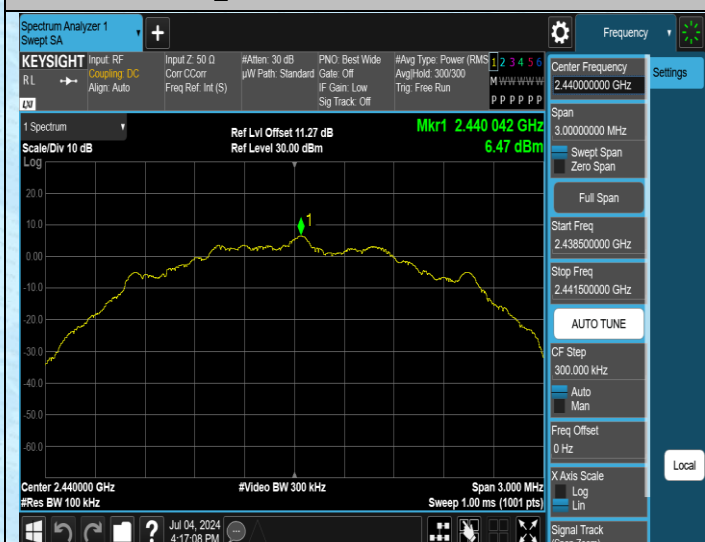 Spectrum Analyzer 1
Swept SA
+
Frequency
KEYSIGHT
RL
LXI
Input: RF
Coupling: DC
Align: Auto
Input Z: 50 Ω
Corr CCorr
Freq Ref: Int (S)
#Atten: 30 dB
µW Path: Standard
PNO: Best Wide
Gate: Off
IF Gain: Low
Sig Track: Off
#Avg Type: Power (RMS
Avg|Hold: 300/300
Trig: Free Run
1 2 3 4 5 6
M W W W W W
P P P P P P
1 Spectrum
Scale/Div 10 dB
Log
Ref Lvl Offset 11.27 dB
Ref Level 30.00 dBm
Mkr1 2.440 042 GHz
6.47 dBm
20.0
10.0
0.00
-10.0
-20.0
-30.0
-40.0
-50.0
-60.0
1
Center 2.440000 GHz
#Res BW 100 kHz
#Video BW 300 kHz
Span 3.000 MHz
Sweep 1.00 ms (1001 pts)
Jul 04, 2024
4:17:08 PM
Center Frequency
2.440000000 GHz
Span
3.00000000 MHz
Swept Span
Zero Span
Full Span
Start Freq
2.438500000 GHz
Stop Freq
2.441500000 GHz
AUTO TUNE
CF Step
300.000 kHz
Auto
Man
Freq Offset
0 Hz
X Axis Scale
Log
Lin
Signal Track
Settings
Local